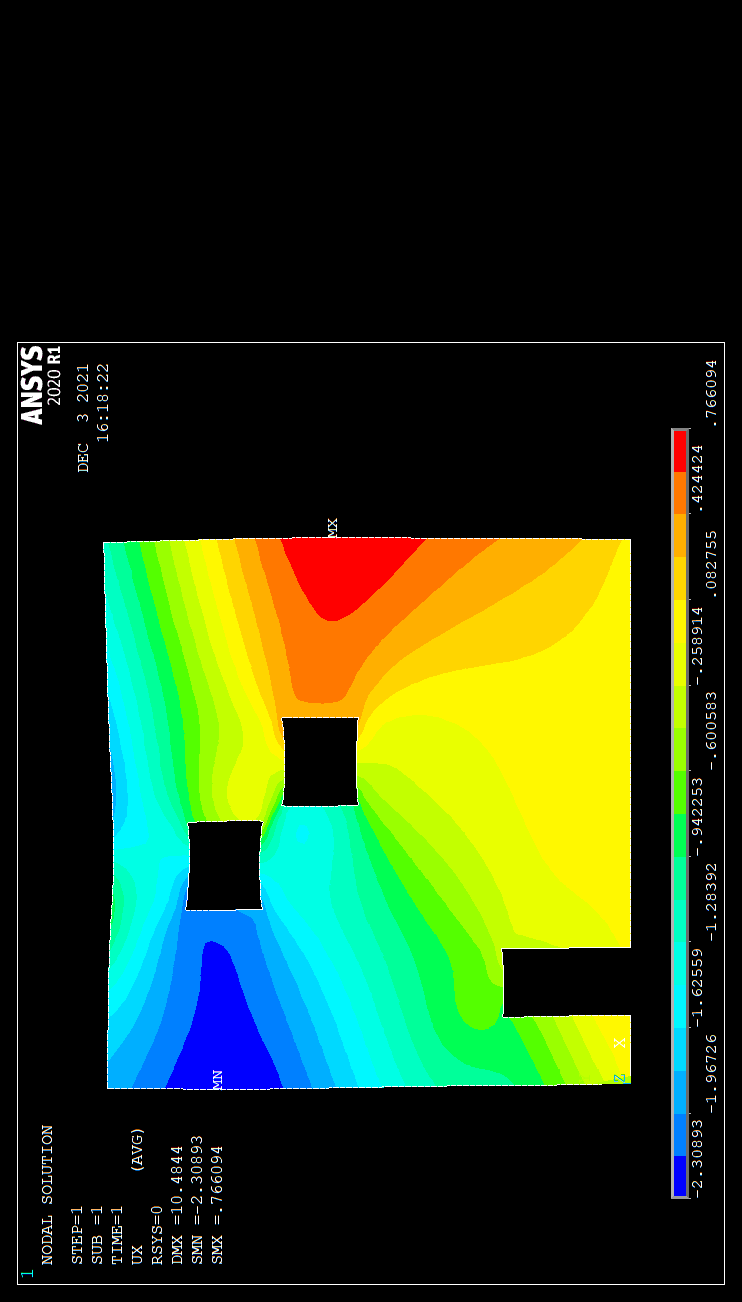 1
NODAL SOLUTION
STEP=1
SUB =1
TIME=1
UX (AVG)
RSYS=0
DMX =10.4844
SMN =-2.30893
SMX =.766094
ANSYS
2020 R1
DEC 3 2021
16:18:22
MN
MX
Z X
-2.30893
-1.96726
-1.62559
-1.28392
-.942253
-.600583
-.258914
.082755
.424424
.766094